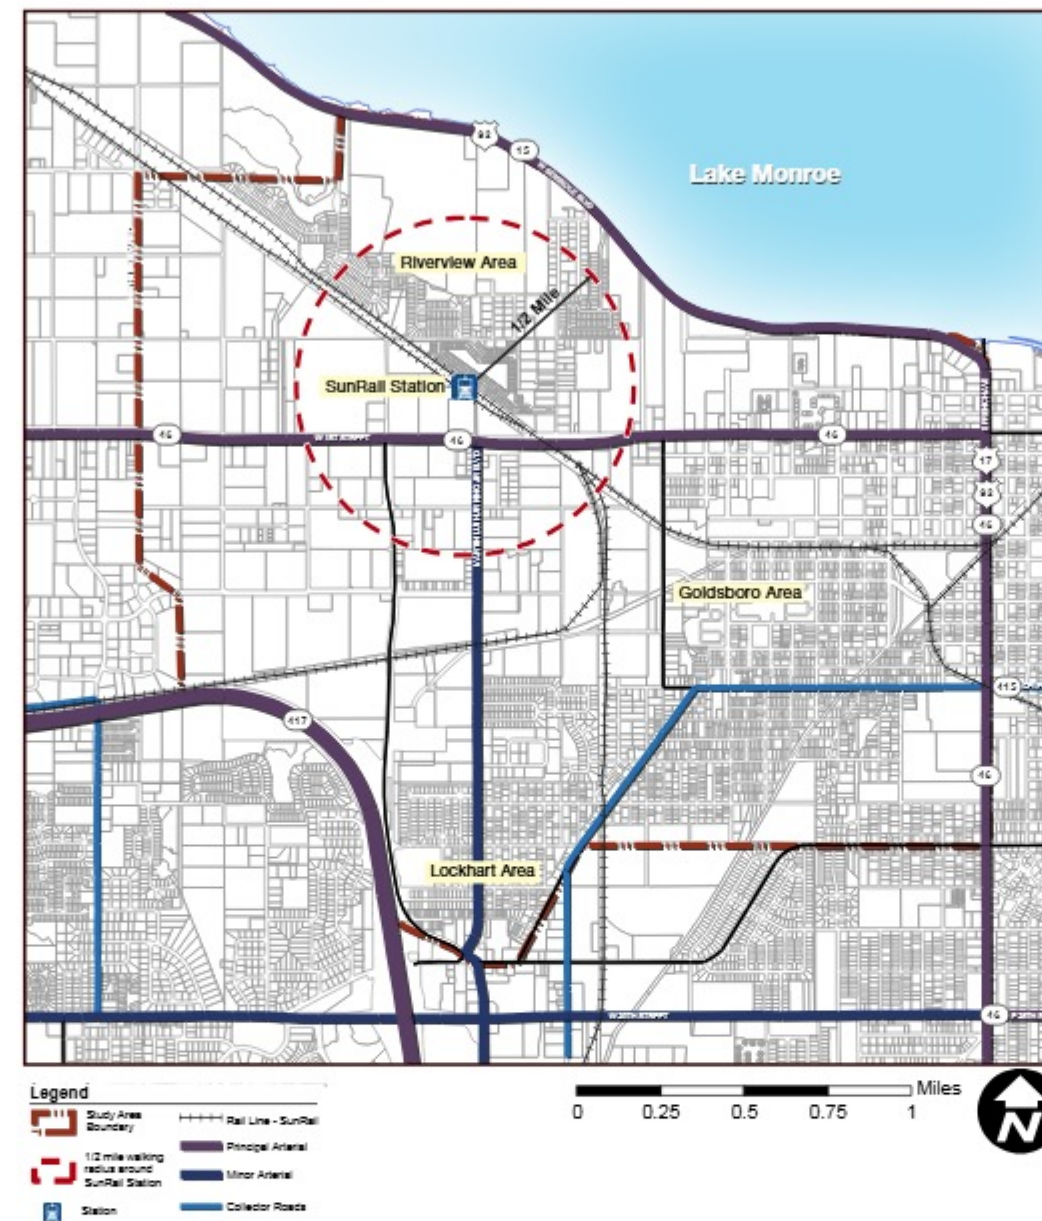 92
15
Lake Monroe
Riverview Area
1/2 Mile
SunRail Station
46
46
46
17
92
46
Goldsboro Area
415
417
46
Lockhart Area
46
Legend
Study Area
Boundary
1/2 mile walking
radius around
SunRail Station
Station
Rail Line - SunRail
Principal Arterial
Minor Arterial
Collector Roads
Miles
0 0.25 0.5 0.75 1
N